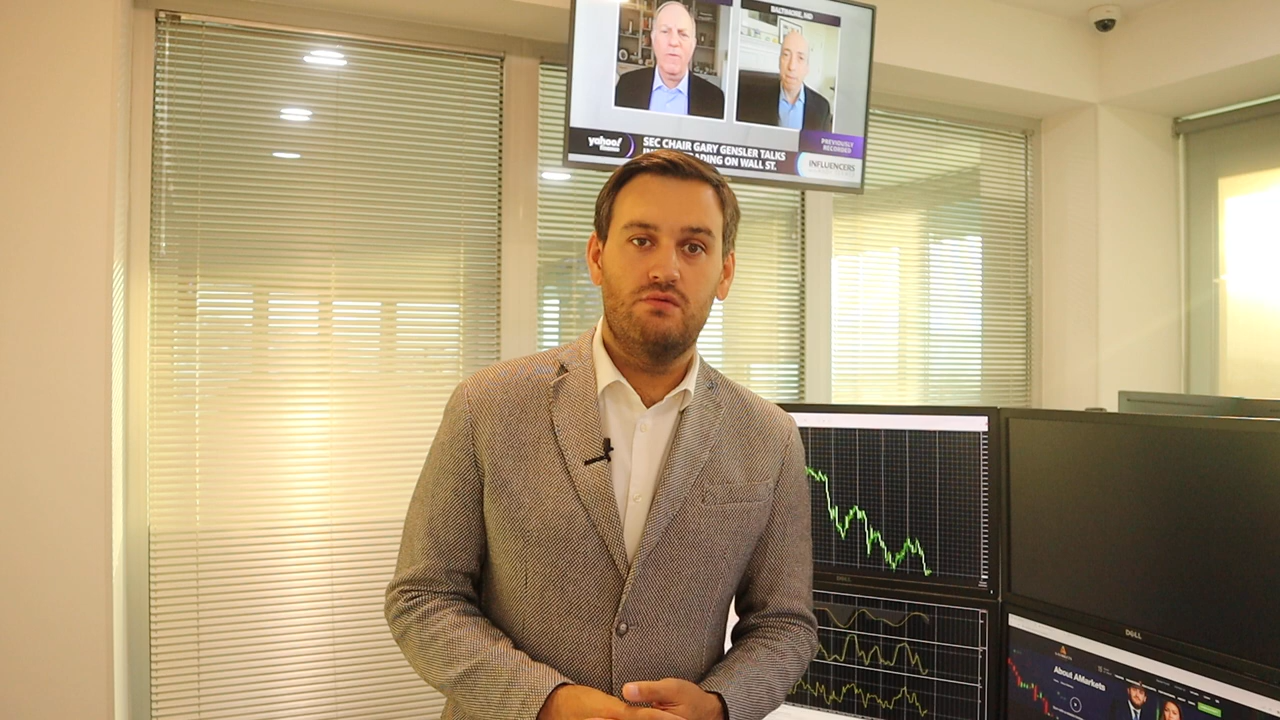 BALTIMORE, MD
yahoo!
finance
SEC CHAIR GARY GENSLER TALKS
TRADING ON WALL ST.
PREVIOUSLY
RECORDED
INFLUENCERS
DELL
DELL
About AMarkets